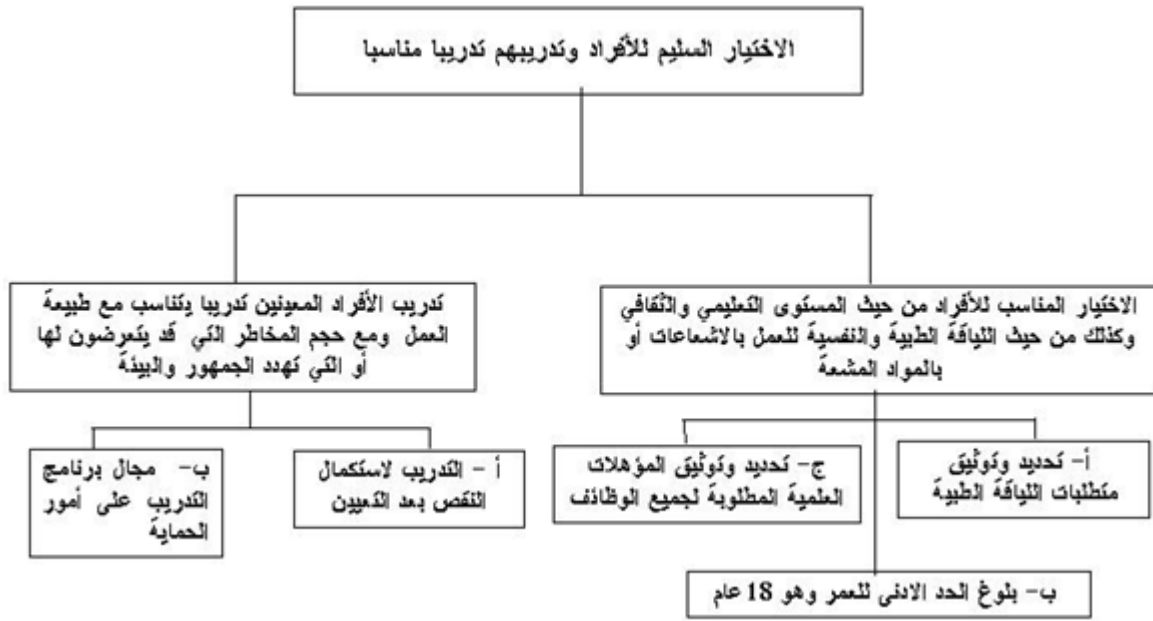 الاختيار السليم للأفراد وتدريبهم تدريبا مناسبا
الاختيار المناسب للأفراد من حيث المستوى التعليمي والثقافي
وكذلك من حيث اللياقة الطبية والنفسية للعمل بالاشعاعات أو
بالمواد المشعة
أ- تحديد وتوثيق
متطلبات اللياقة الطبية
ج- تحديد وتوثيق المؤهلات
العلمية المطلوبة لجميع الوظائف
ب- بلوغ الحد الادنى للعمر وهو 18 عام
تدريب الأفراد المعينين تدريبا يتناسب مع طبيعة
العمل ومع حجم المخاطر التي قد يتعرضون لها
أو التي تهدد الجمهور والبيئة
أ - التدريب لاستكمال
النقص بعد التعيين
ب- مجال برنامج
التدريب على أمور
الحماية